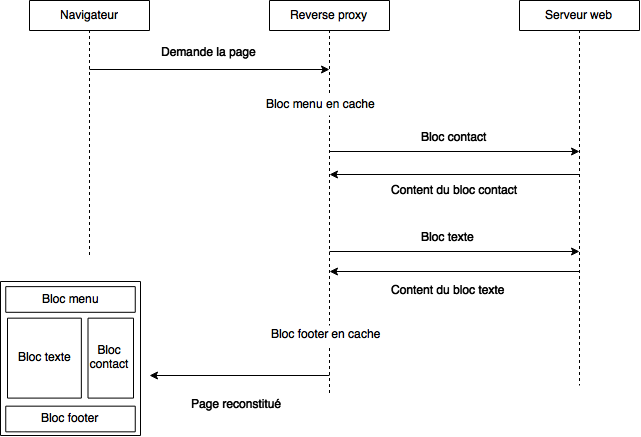 Navigateur
Reverse proxy
Serveur web
Demande la page
Bloc menu en cache
Bloc contact
Content du bloc contact
Bloc texte
Content du bloc texte
Bloc footer en cache
Page reconstitué
Bloc menu
Bloc texte
Bloc
contact
Bloc footer